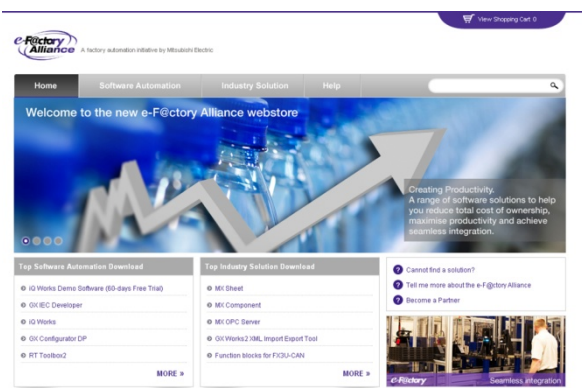 View Shopping Cart 0
e-F@ctory
Alliance
A factory automation initiative by Mitsubishi Electric
Home
Software Automation
Industry Solution
Help
Welcome to the new e-F@ctory Alliance webstore
Creating Productivity.
A range of software solutions to help
you reduce total cost of ownership,
maximise productivity and achieve
seamless integration.
Top Software Automation Download
iQ Works Demo Software (60-days Free Trial)
GX IEC Developer
iQ Works
GX Configurator DP
RT Toolbox2
MORE »
Top Industry Solution Download
MX Sheet
MX Component
MX OPC Server
GX Works2 XML Import Export Tool
Function blocks for FX3U-CAN
MORE »
? Cannot find a solution?
? Tell me more about the e-F@ctory Alliance
? Become a Partner
e-F@ctory
Seamless integration